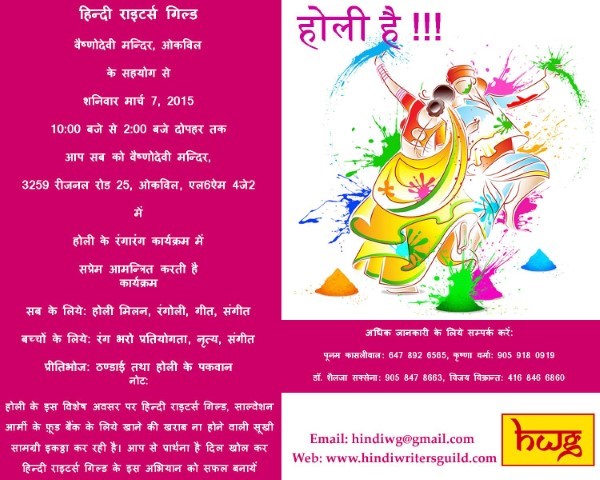 हिन्दी राइटर्स गिल्ड
वैष्णोदेवी मन्दिर, ओकविल
के सहयोग से
शनिवार मार्च 7, 2015
10:00 बजे से 2:00 बजे दोपहर तक
आप सब को वैष्णोदेवी मन्दिर,
3259 रीजनल रोड 25, ओकविल, एल6ऐम 4जे2
में
होली के रंगारंग कार्यक्रम में
सप्रेम आमन्त्रित करती है
कार्यक्रम
सब के लिये: होली मिलन, रंगोली, गीत, संगीत
बच्चों के लिये: रंग भरो प्रतियोगता, नृत्य, संगीत
प्रीतिभोज: ठण्डाई तथा होली के पकवान
नोट:
होली के इस विशेष अवसर पर हिन्दी राइटर्स गिल्ड, साल्वेशन
आर्मी के फ़ूड बैंक के लिये खाने की खराब ना होने वाली सूखी
सामग्री इकठ्ठा कर रही है। आप से प्रार्थना है दिल खोल कर
हिन्दी राइटर्स गिल्ड के इस अभियान को सफल बनायें
होली है !!!
अधिक जानकारी के लिये सम्पर्क करें:
पूनम कासलीवाल: 647 892 6565, कृष्णा वर्मा: 905 918 0919
डॉ. शैलजा सक्सेना: 905 847 8663, विजय विक्रान्त: 416 846 6860
Email: hindiwg@gmail.com
Web: www.hindiwritersguild.com
hwg